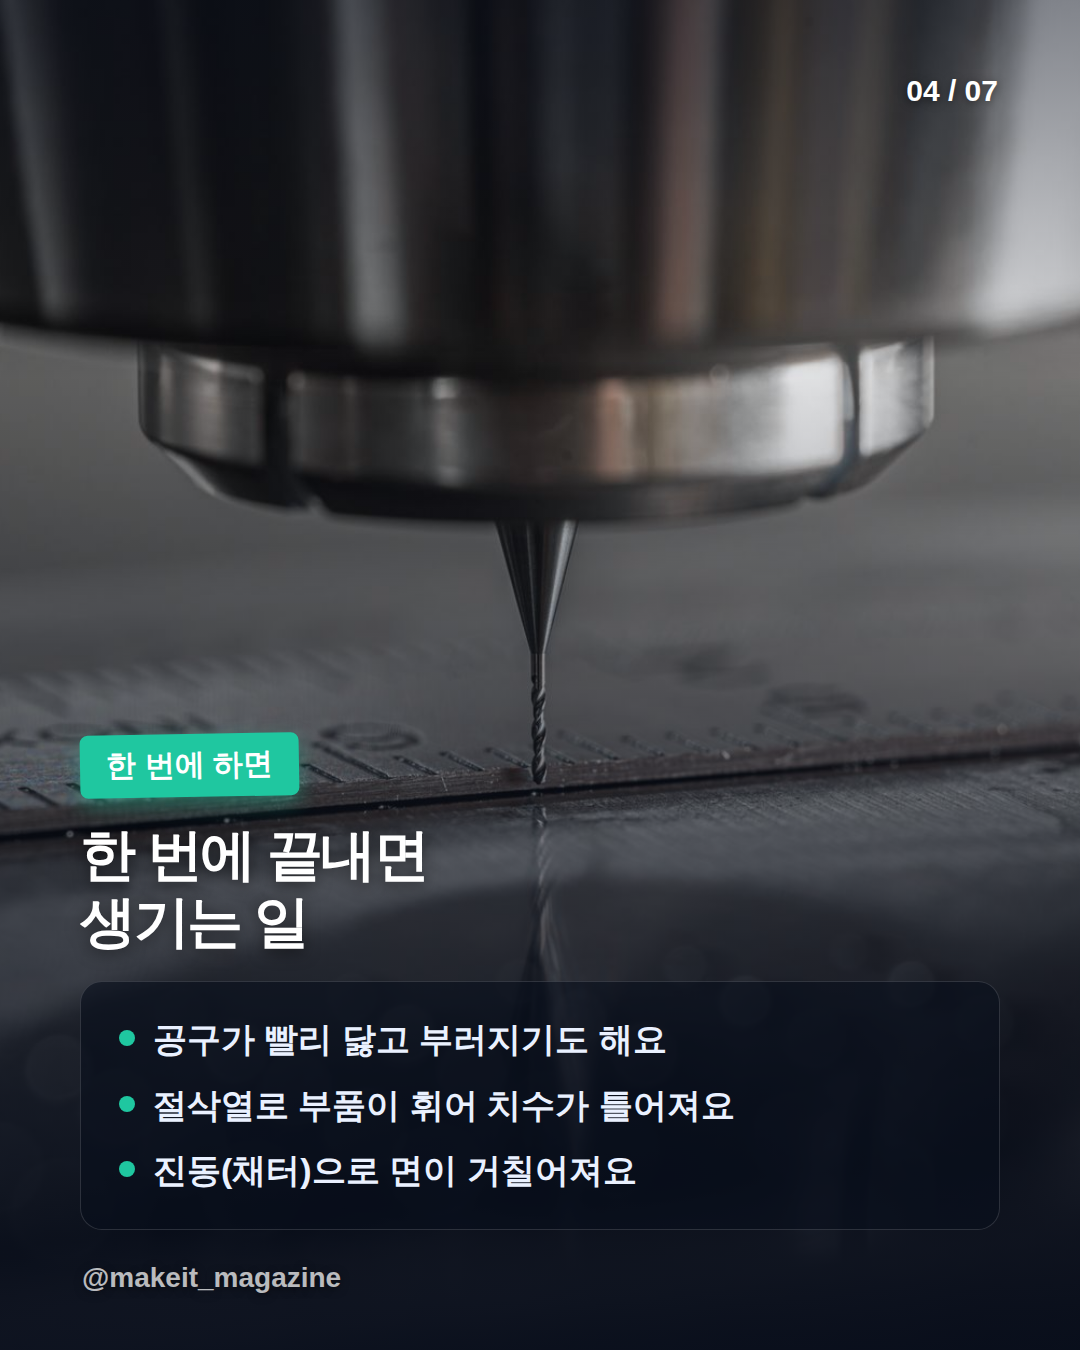 04 / 07
한 번에 하면
한 번에 끝내면
생기는 일
공구가 빨리 닳고 부러지기도 해요
절삭열로 부품이 휘어 치수가 틀어져요
진동(채터)으로 면이 거칠어져요
@makeit_magazine